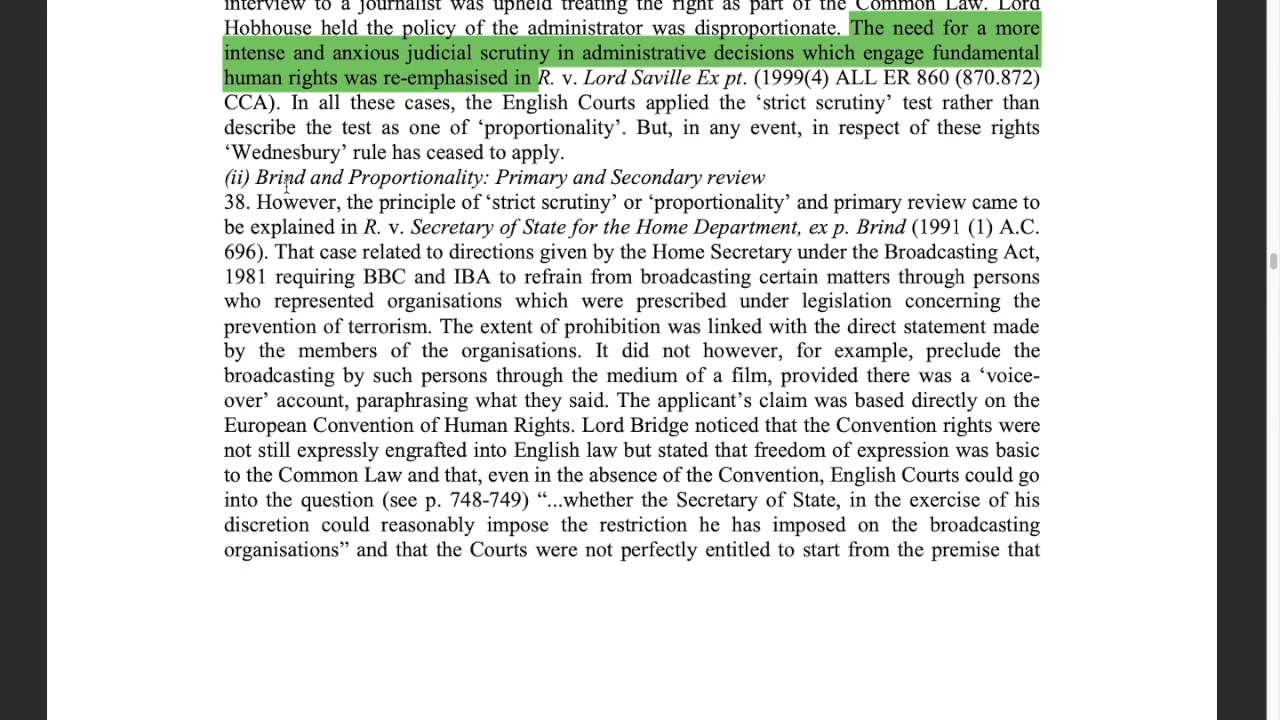 interview to a journalist was upheld treating the right as part of the Common Law. Lord
Hobhouse held the policy of the administrator was disproportionate. The need for a more
intense and anxious judicial scrutiny in administrative decisions which engage fundamental
human rights was re-emphasised in R. v. Lord Saville Ex pt. (1999(4) ALL ER 860 (870.872)
CCA). In all these cases, the English Courts applied the ‘strict scrutiny’ test rather than
describe the test as one of ‘proportionality’. But, in any event, in respect of these rights
‘Wednesbury’ rule has ceased to apply.
(ii) Brind and Proportionality: Primary and Secondary review
38. However, the principle of ‘strict scrutiny’ or ‘proportionality’ and primary review came to
be explained in R. v. Secretary of State for the Home Department, ex p. Brind (1991 (1) A.C.
696). That case related to directions given by the Home Secretary under the Broadcasting Act,
1981 requiring BBC and IBA to refrain from broadcasting certain matters through persons
who represented organisations which were prescribed under legislation concerning the
prevention of terrorism. The extent of prohibition was linked with the direct statement made
by the members of the organisations. It did not however, for example, preclude the
broadcasting by such persons through the medium of a film, provided there was a ‘voice-
over’ account, paraphrasing what they said. The applicant’s claim was based directly on the
European Convention of Human Rights. Lord Bridge noticed that the Convention rights were
not still expressly engrafted into English law but stated that freedom of expression was basic
to the Common Law and that, even in the absence of the Convention, English Courts could go
into the question (see p. 748-749) “...whether the Secretary of State, in the exercise of his
discretion could reasonably impose the restriction he has imposed on the broadcasting
organisations” and that the Courts were not perfectly entitled to start from the premise that